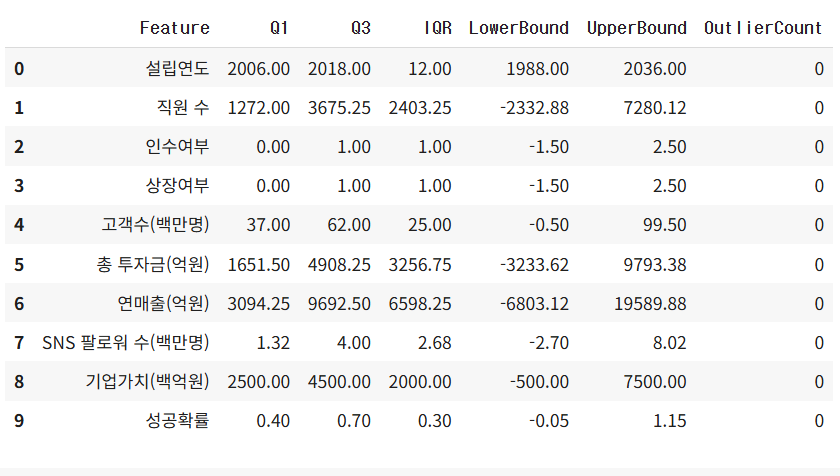 Feature Q1 Q3 IQR LowerBound UpperBound OutlierCount
0 설립연도 2006.00 2018.00 12.00 1988.00 2036.00 0
1 직원 수 1272.00 3675.25 2403.25 -2332.88 7280.12 0
2 인수여부 0.00 1.00 1.00 -1.50 2.50 0
3 상장여부 0.00 1.00 1.00 -1.50 2.50 0
4 고객수(백만명) 37.00 62.00 25.00 -0.50 99.50 0
5 총 투자금(억원) 1651.50 4908.25 3256.75 -3233.62 9793.38 0
6 연매출(억원) 3094.25 9692.50 6598.25 -6803.12 19589.88 0
7 SNS 팔로워 수(백만명) 1.32 4.00 2.68 -2.70 8.02 0
8 기업가치(백억원) 2500.00 4500.00 2000.00 -500.00 7500.00 0
9 성공확률 0.40 0.70 0.30 -0.05 1.15 0